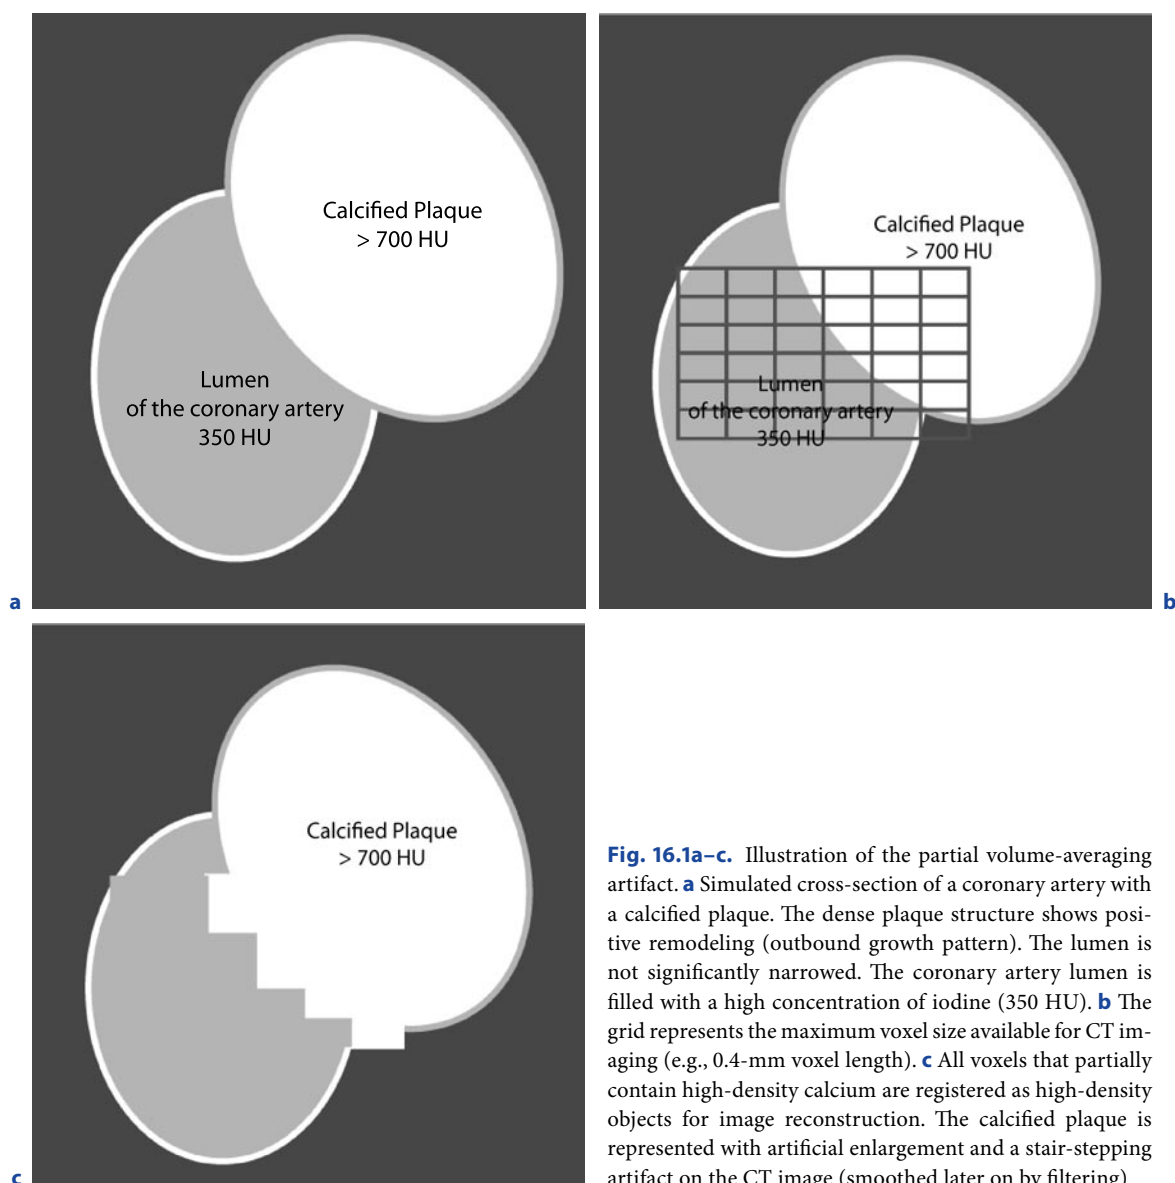 Calcified Plaque
> 700 HU
Lumen
of the coronary artery
350 HU
a
Calcified Plaque
> 700 HU
Lumen
of the coronary artery
350 HU
b
Calcified Plaque
> 700 HU
c
Fig. 16.1a–c. Illustration of the partial volume-averaging
artifact. a Simulated cross-section of a coronary artery with
a calcified plaque. The dense plaque structure shows posi-
tive remodeling (outbound growth pattern). The lumen is
not significantly narrowed. The coronary artery lumen is
filled with a high concentration of iodine (350 HU). b The
grid represents the maximum voxel size available for CT im-
aging (e.g., 0.4-mm voxel length). c All voxels that partially
contain high-density calcium are registered as high-density
objects for image reconstruction. The calcified plaque is
represented with artificial enlargement and a stair-stepping
artifact on the CT image (smoothed later on by filtering)